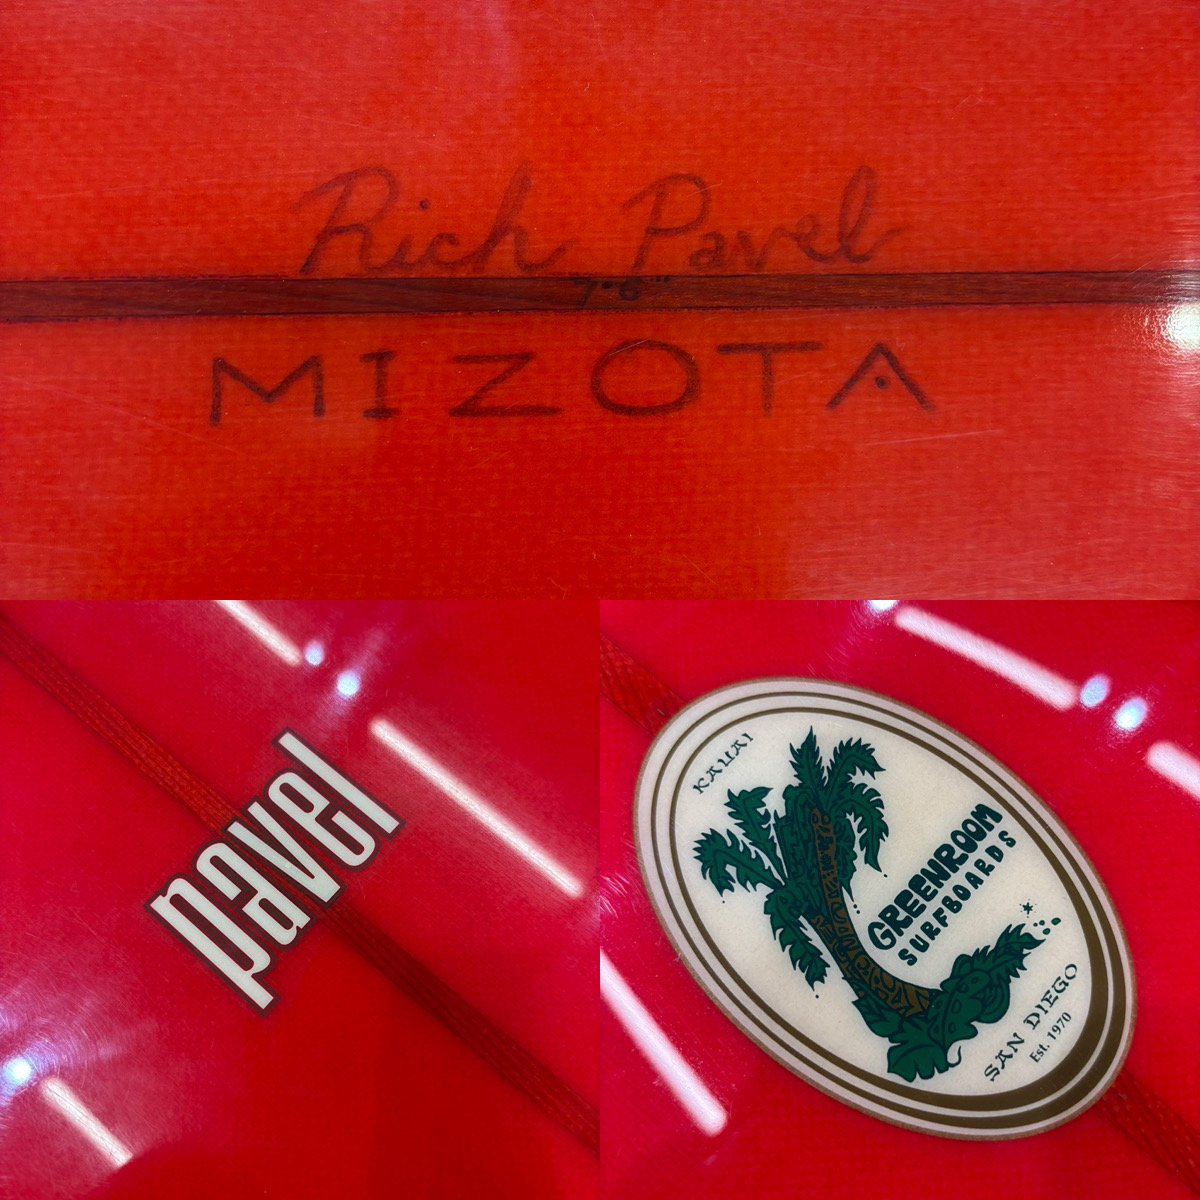 Rich Pavel
7'6"
MIZOTA
pavel
KAUAI
GREENROOM
SURFBOARDS
SAN DIEGO
Est. 1970